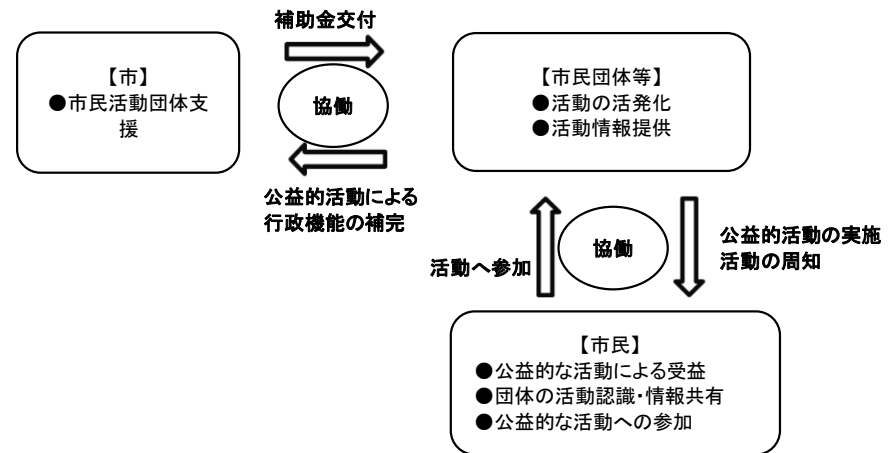 補助金交付
【市】
●市民活動団体支
援
協働
【市民団体等】
●活動の活発化
●活動情報提供
公益的活動による
行政機能の補完
活動へ参加
協働
公益的活動の実施
活動の周知
【市民】
●公益的な活動による受益
●団体の活動認識・情報共有
●公益的な活動への参加